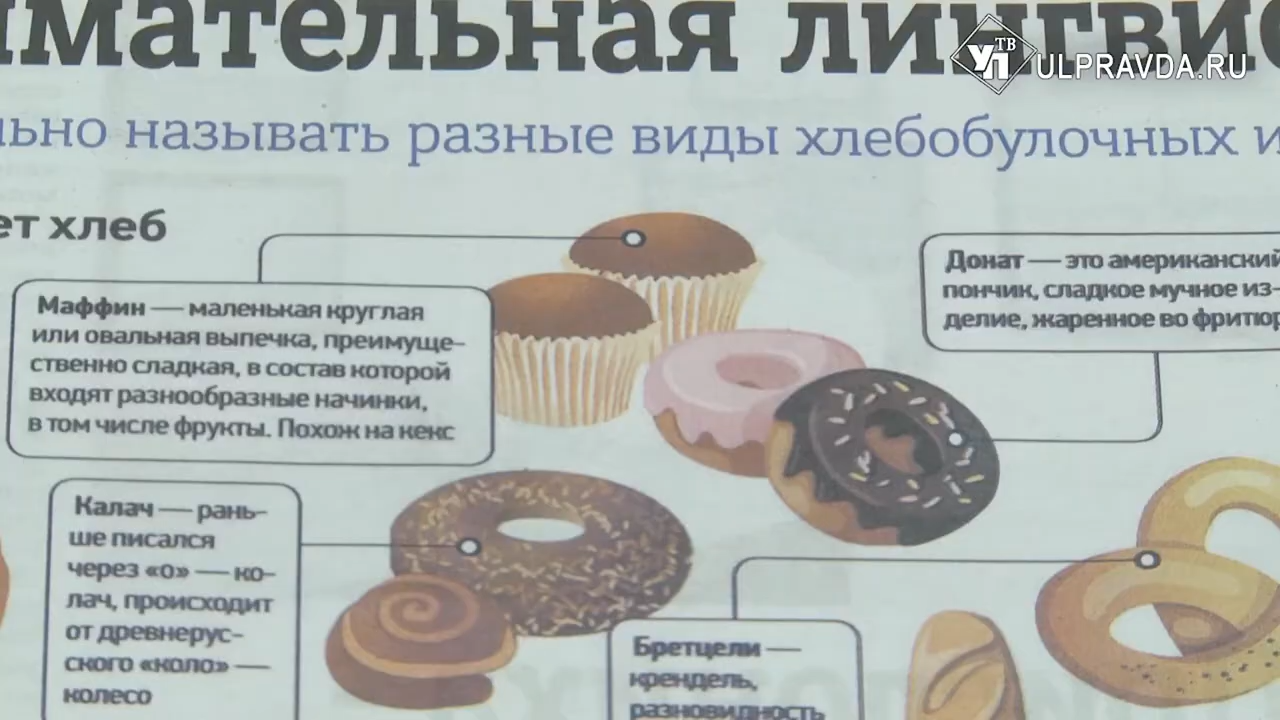 имательная лингвис
ТВ
УП ULPRAVDA.RU
льно называть разные виды хлебобулочных и
ет хлеб
Маффин — маленькая круглая
или овальная выпечка, преимуще-
ственно сладкая, в состав которой
входят разнообразные начинки,
в том числе фрукты. Похож на кекс
Донат — это американский
пончик, сладкое мучное из-
делие, жаренное во фритюр
Калач — рань-
ше писался
через «о» — ко-
лач, происходит
от древнерус-
ского «коло» —
колесо
Бретцели —
крендель,
разновидность